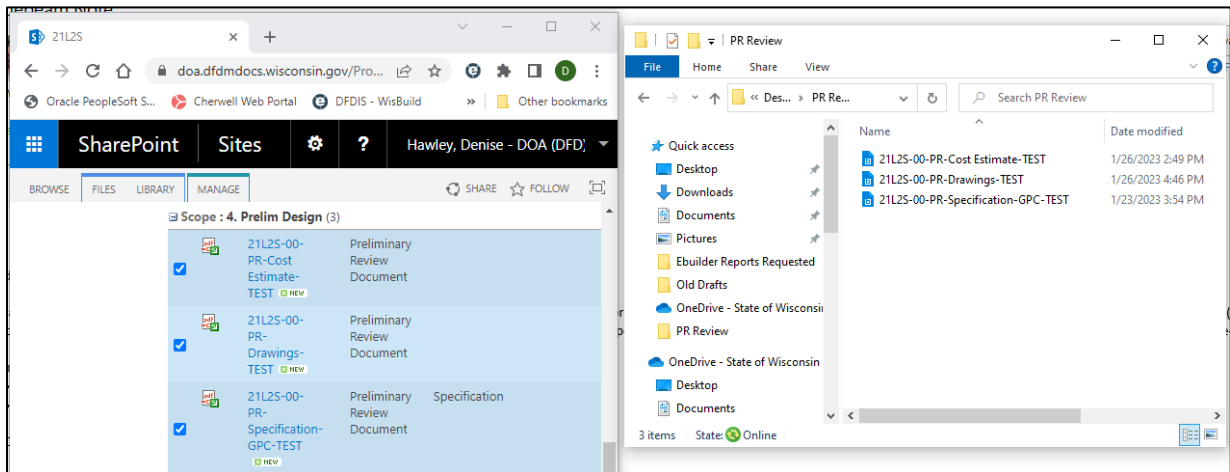 21L2S
doa.dfdmdocs.wisconsin.gov/Pro...
D
Oracle PeopleSoft S...
Cherwell Web Portal
DFDIS - WisBuild
»
Other bookmarks
SharePoint
Sites
?
Hawley, Denise - DOA (DFD)
BROWSE
FILES
LIBRARY
MANAGE
SHARE
FOLLOW
Scope : 4. Prelim Design (3)
21L2S-00-
PR-Cost
Estimate-
TEST NEW
Preliminary
Review
Document
21L2S-00-
PR-
Drawings-
TEST NEW
Preliminary
Review
Document
21L2S-00-
PR-
Specification-
GPC-TEST
NEW
Preliminary
Review
Document
Specification
PR Review
File
Home
Share
View
?
« Des... › PR Re...
Search PR Review
Quick access
Desktop
Downloads
Documents
Pictures
Ebuilder Reports Requested
Old Drafts
OneDrive - State of Wisconsin
PR Review
OneDrive - State of Wisconsin
Desktop
Documents
Name
Date modified
21L2S-00-PR-Cost Estimate-TEST
1/26/2023 2:49 PM
21L2S-00-PR-Drawings-TEST
1/26/2023 4:46 PM
21L2S-00-PR-Specification-GPC-TEST
1/23/2023 3:54 PM
3 items
State: Online